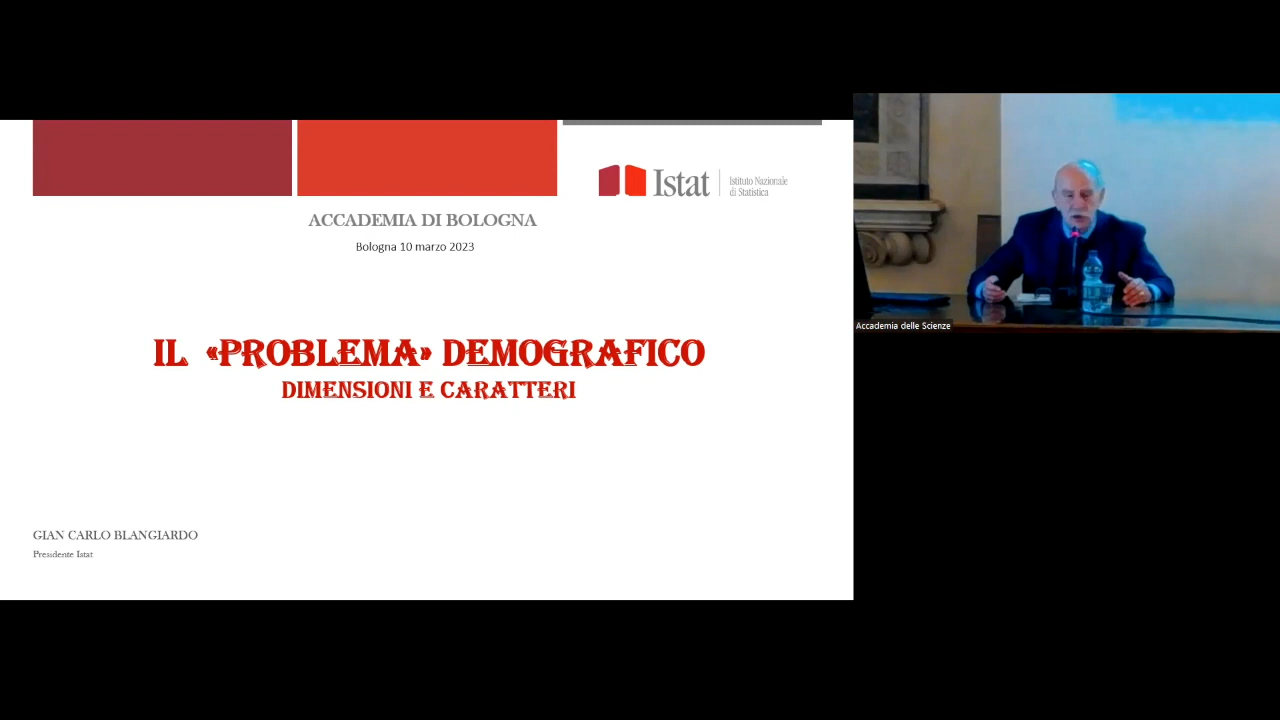 Istat
Istituto Nazionale
di Statistica
ACCADEMIA DI BOLOGNA
Bologna 10 marzo 2023
IL «PROBLEMA» DEMOGRAFICO
DIMENSIONI E CARATTERI
GIAN CARLO BLANGIARDO
Presidente Istat
Accademia delle Scienze